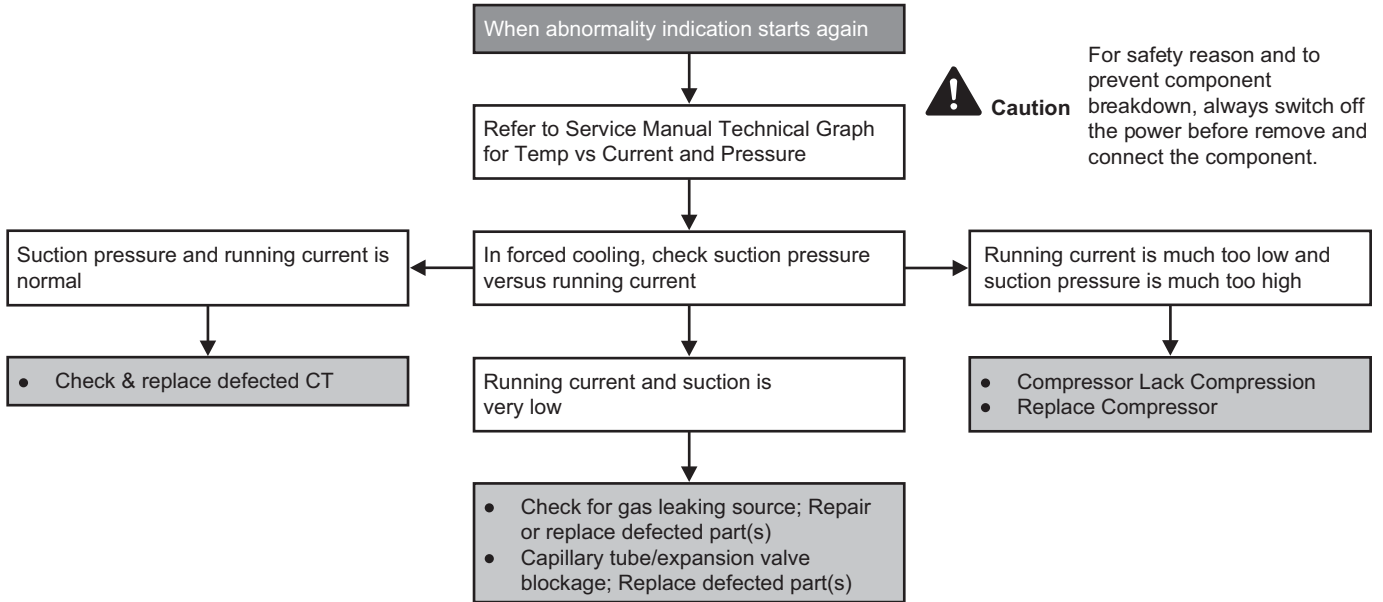 When abnormality indication starts again
For safety reason and to
prevent component
breakdown, always switch off
the power before remove and
connect the component.
Caution
Refer to Service Manual Technical Graph
for Temp vs Current and Pressure
Suction pressure and running current is
normal
In forced cooling, check suction pressure
versus running current
Running current is much too low and
suction pressure is much too high
● Check & replace defected CT
Running current and suction is
very low
● Compressor Lack Compression
● Replace Compressor
● Check for gas leaking source; Repair
or replace defected part(s)
● Capillary tube/expansion valve
blockage; Replace defected part(s)